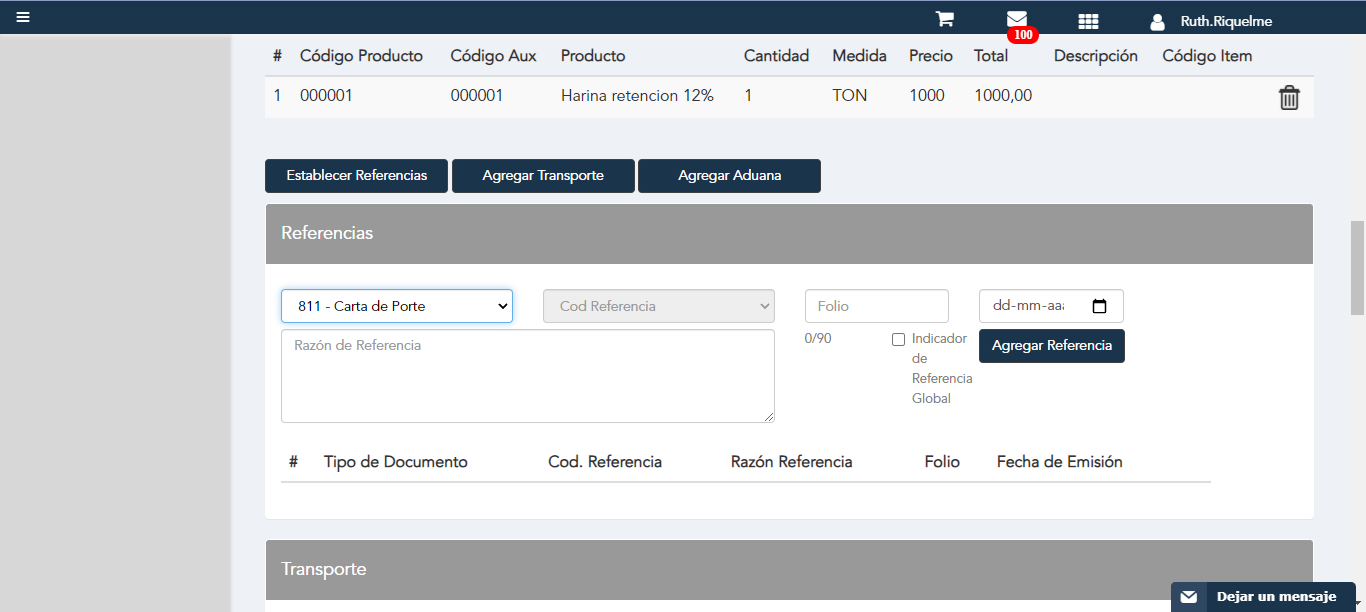 Ruth.Riquelme
100
# Código Producto Código Aux Producto Cantidad Medida Precio Total Descripción Código Item
1 000001 000001 Harina retencion 12% 1 TON 1000 1000,00
Establecer Referencias Agregar Transporte Agregar Aduana
Referencias
811 - Carta de Porte Cod Referencia Folio dd-mm-aaa
Razón de Referencia
0/90
Indicador
de
Referencia
Global
Agregar Referencia
# Tipo de Documento Cod. Referencia Razón Referencia Folio Fecha de Emisión
Transporte
Dejar un mensaje